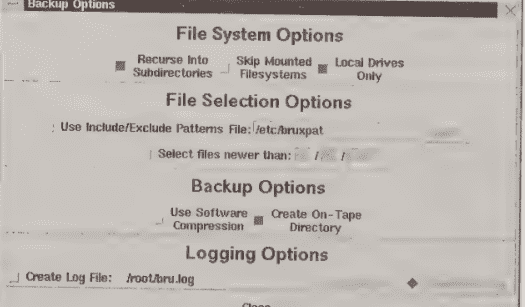 Backup Options
File System Options
Recurse Into Skip Mounted Local Drives
Subdirectories Filesystems Only
File Selection Options
Use Include/Exclude Patterns File: /etc/bruxpat
Select files newer than: / /
Backup Options
Use Software Create On-Tape
Compression Directory
Logging Options
Create Log File: /root/bru.log